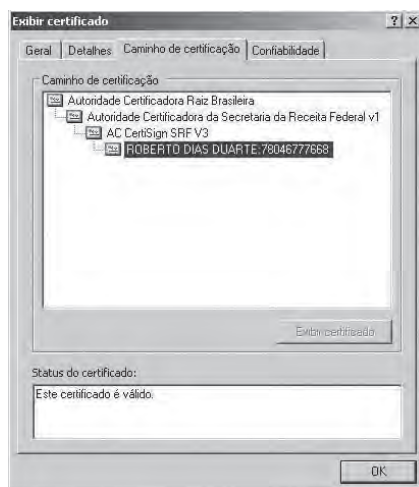 Exibir certificado
Geral Detalhes Caminho de certificação Confiabilidade
Caminho de certificação
Autoridade Certificadora Raiz Brasileira
Autoridade Certificadora da Secretaria da Receita Federal v1
AC CertiSign SRF V3
ROBERTO DIAS DUARTE:78046777668
Exibir certificado
Status do certificado:
Este certificado é válido.
OK